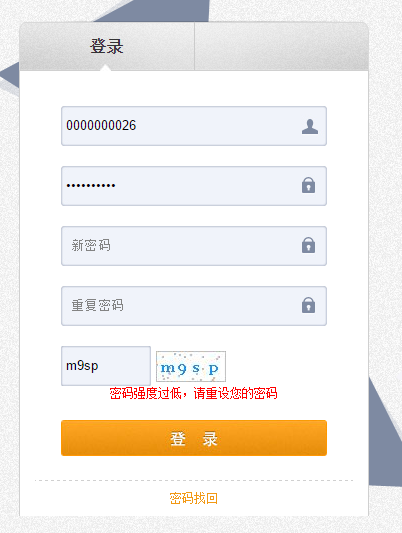 登录
0000000026
••••••••••
新密码
重复密码
m9sp m9sp
密码强度过低，请重设您的密码
登 录
密码找回